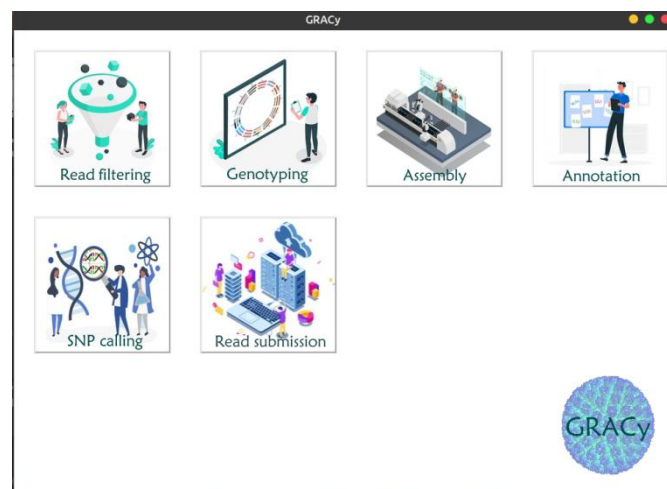 GRACy
Read filtering
Genotyping
Assembly
Annotation
SNP calling
Read submission
GRACy